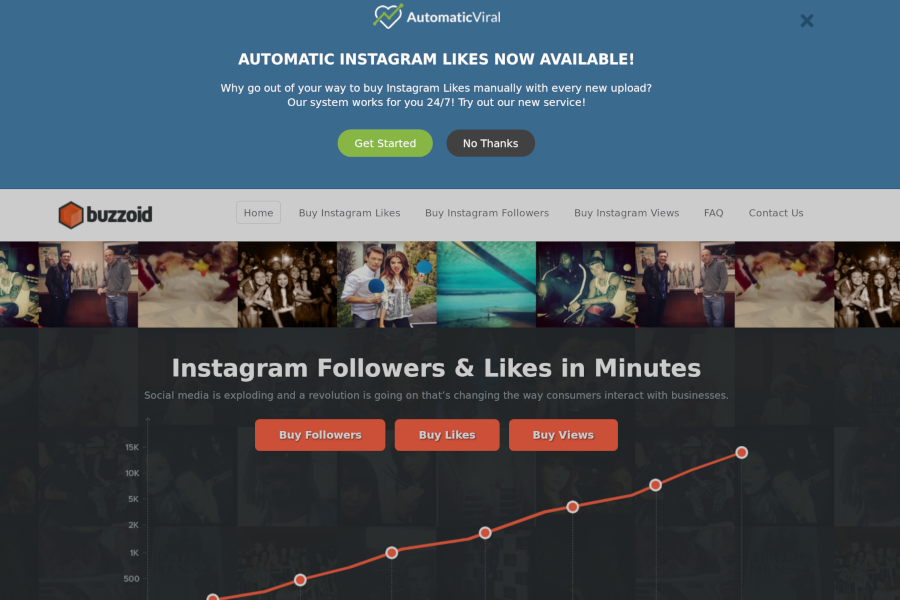 AutomaticViral
AUTOMATIC INSTAGRAM LIKES NOW AVAILABLE!
Why go out of your way to buy Instagram Likes manually with every new upload?
Our system works for you 24/7! Try out our new service!
Get Started
No Thanks
buzzoid
Home
Buy Instagram Likes
Buy Instagram Followers
Buy Instagram Views
FAQ
Contact Us
Instagram Followers & Likes in Minutes
Social media is exploding and a revolution is going on that's changing the way consumers interact with businesses.
Buy Followers
Buy Likes
Buy Views
15K
10K
5K
2K
1K
500